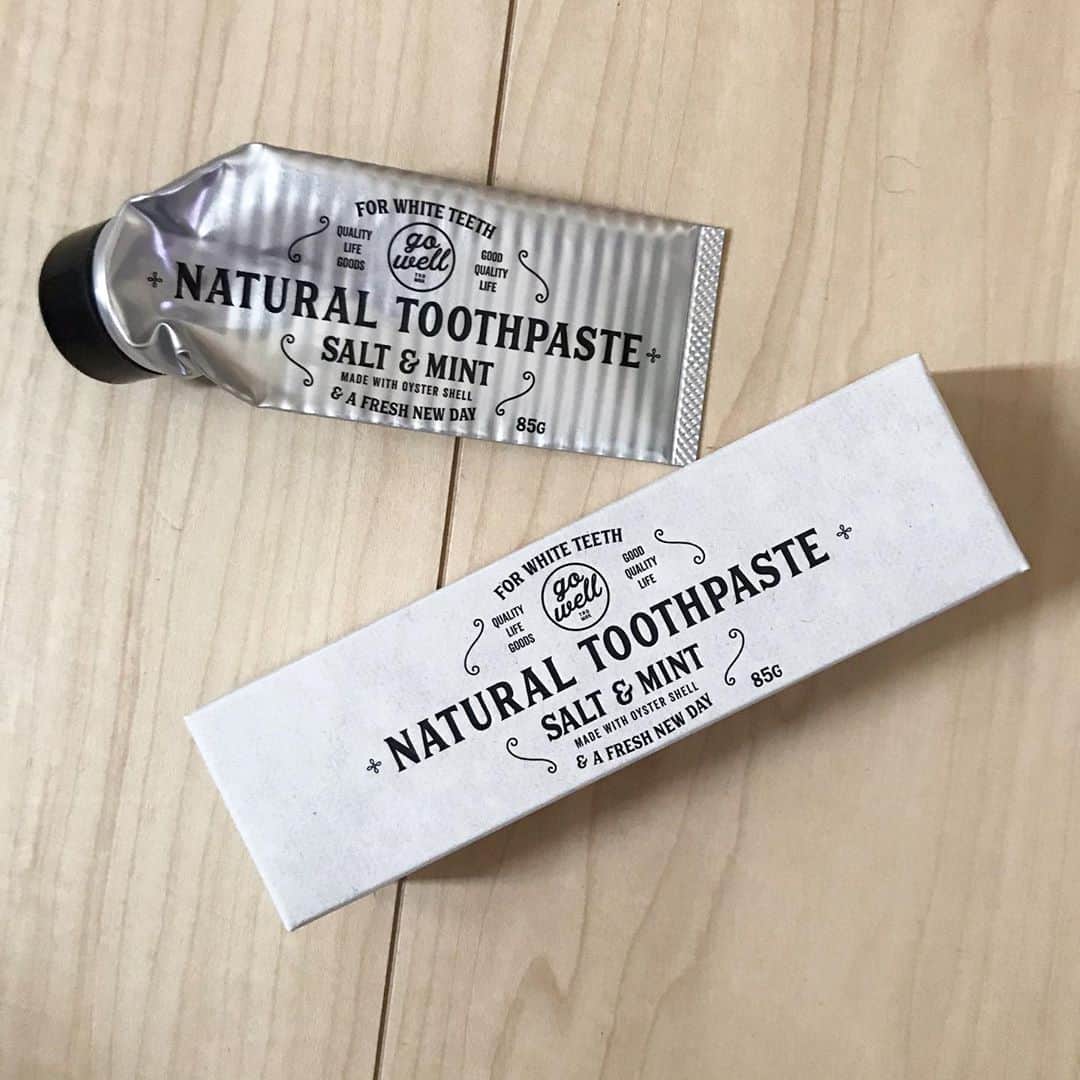 FOR WHITE TEETH
QUALITY
LIFE
GOODS
go
well
GOOD
QUALITY
LIFE
NATURAL TOOTHPASTE
SALT & MINT
MADE WITH OYSTER SHELL
& A FRESH NEW DAY
85G
FOR WHITE TEETH
QUALITY
LIFE
GOODS
go
well
GOOD
QUALITY
LIFE
NATURAL TOOTHPASTE
SALT & MINT
MADE WITH OYSTER SHELL
& A FRESH NEW DAY
85G